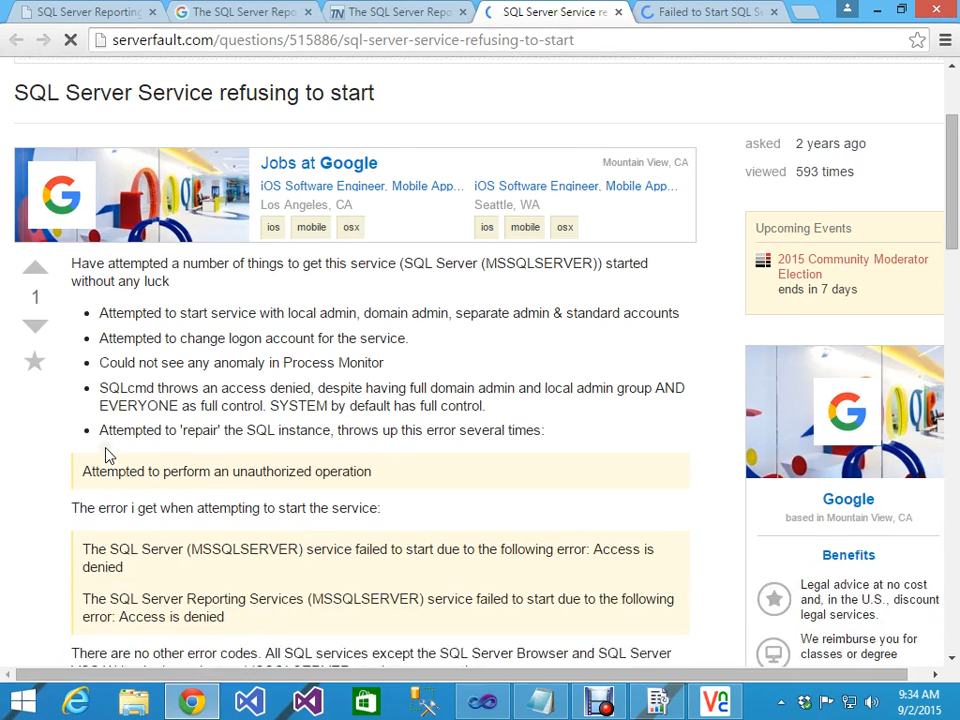 SQL Server Reporting
The SQL Server Repo
The SQL Server Repo
SQL Server Service re
Failed to Start SQL S
serverfault.com/questions/515886/sql-server-service-refusing-to-start
SQL Server Service refusing to start
Jobs at Google
Mountain View, CA
iOS Software Engineer, Mobile App...
iOS Software Engineer, Mobile App...
Los Angeles, CA
Seattle, WA
ios mobile osx
ios mobile osx
asked 2 years ago
viewed 593 times
Upcoming Events
2015 Community Moderator
Election
ends in 7 days
1
Have attempted a number of things to get this service (SQL Server (MSSQLSERVER)) started
without any luck
Attempted to start service with local admin, domain admin, separate admin & standard accounts
Attempted to change logon account for the service.
Could not see any anomaly in Process Monitor
SQLcmd throws an access denied, despite having full domain admin and local admin group AND
EVERYONE as full control. SYSTEM by default has full control.
Attempted to 'repair' the SQL instance, throws up this error several times:
Attempted to perform an unauthorized operation
The error i get when attempting to start the service:
The SQL Server (MSSQLSERVER) service failed to start due to the following error: Access is
denied
The SQL Server Reporting Services (MSSQLSERVER) service failed to start due to the following
error: Access is denied
There are no other error codes. All SQL services except the SQL Server Browser and SQL Server
Google
based in Mountain View, CA
Benefits
Legal advice at no cost
and, in the U.S., discount
legal services.
We reimburse you for
classes or degree
9:34 AM
9/2/2015